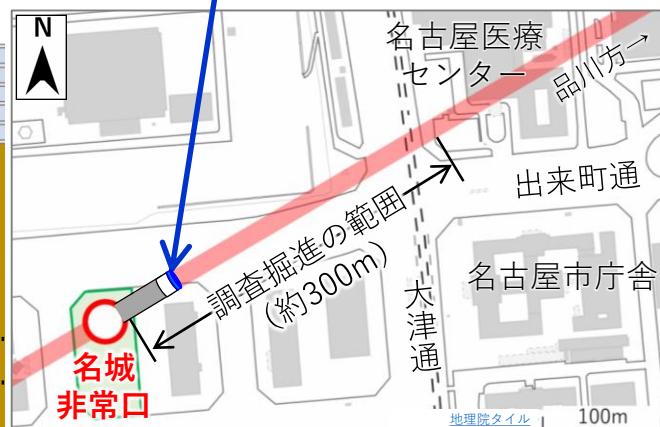 N
名古屋医療
センター
品川方→
出来町通
調査掘進の範囲
(約300m)
名古屋市庁舎
大津通
名城
非常口
地理院タイル
100m